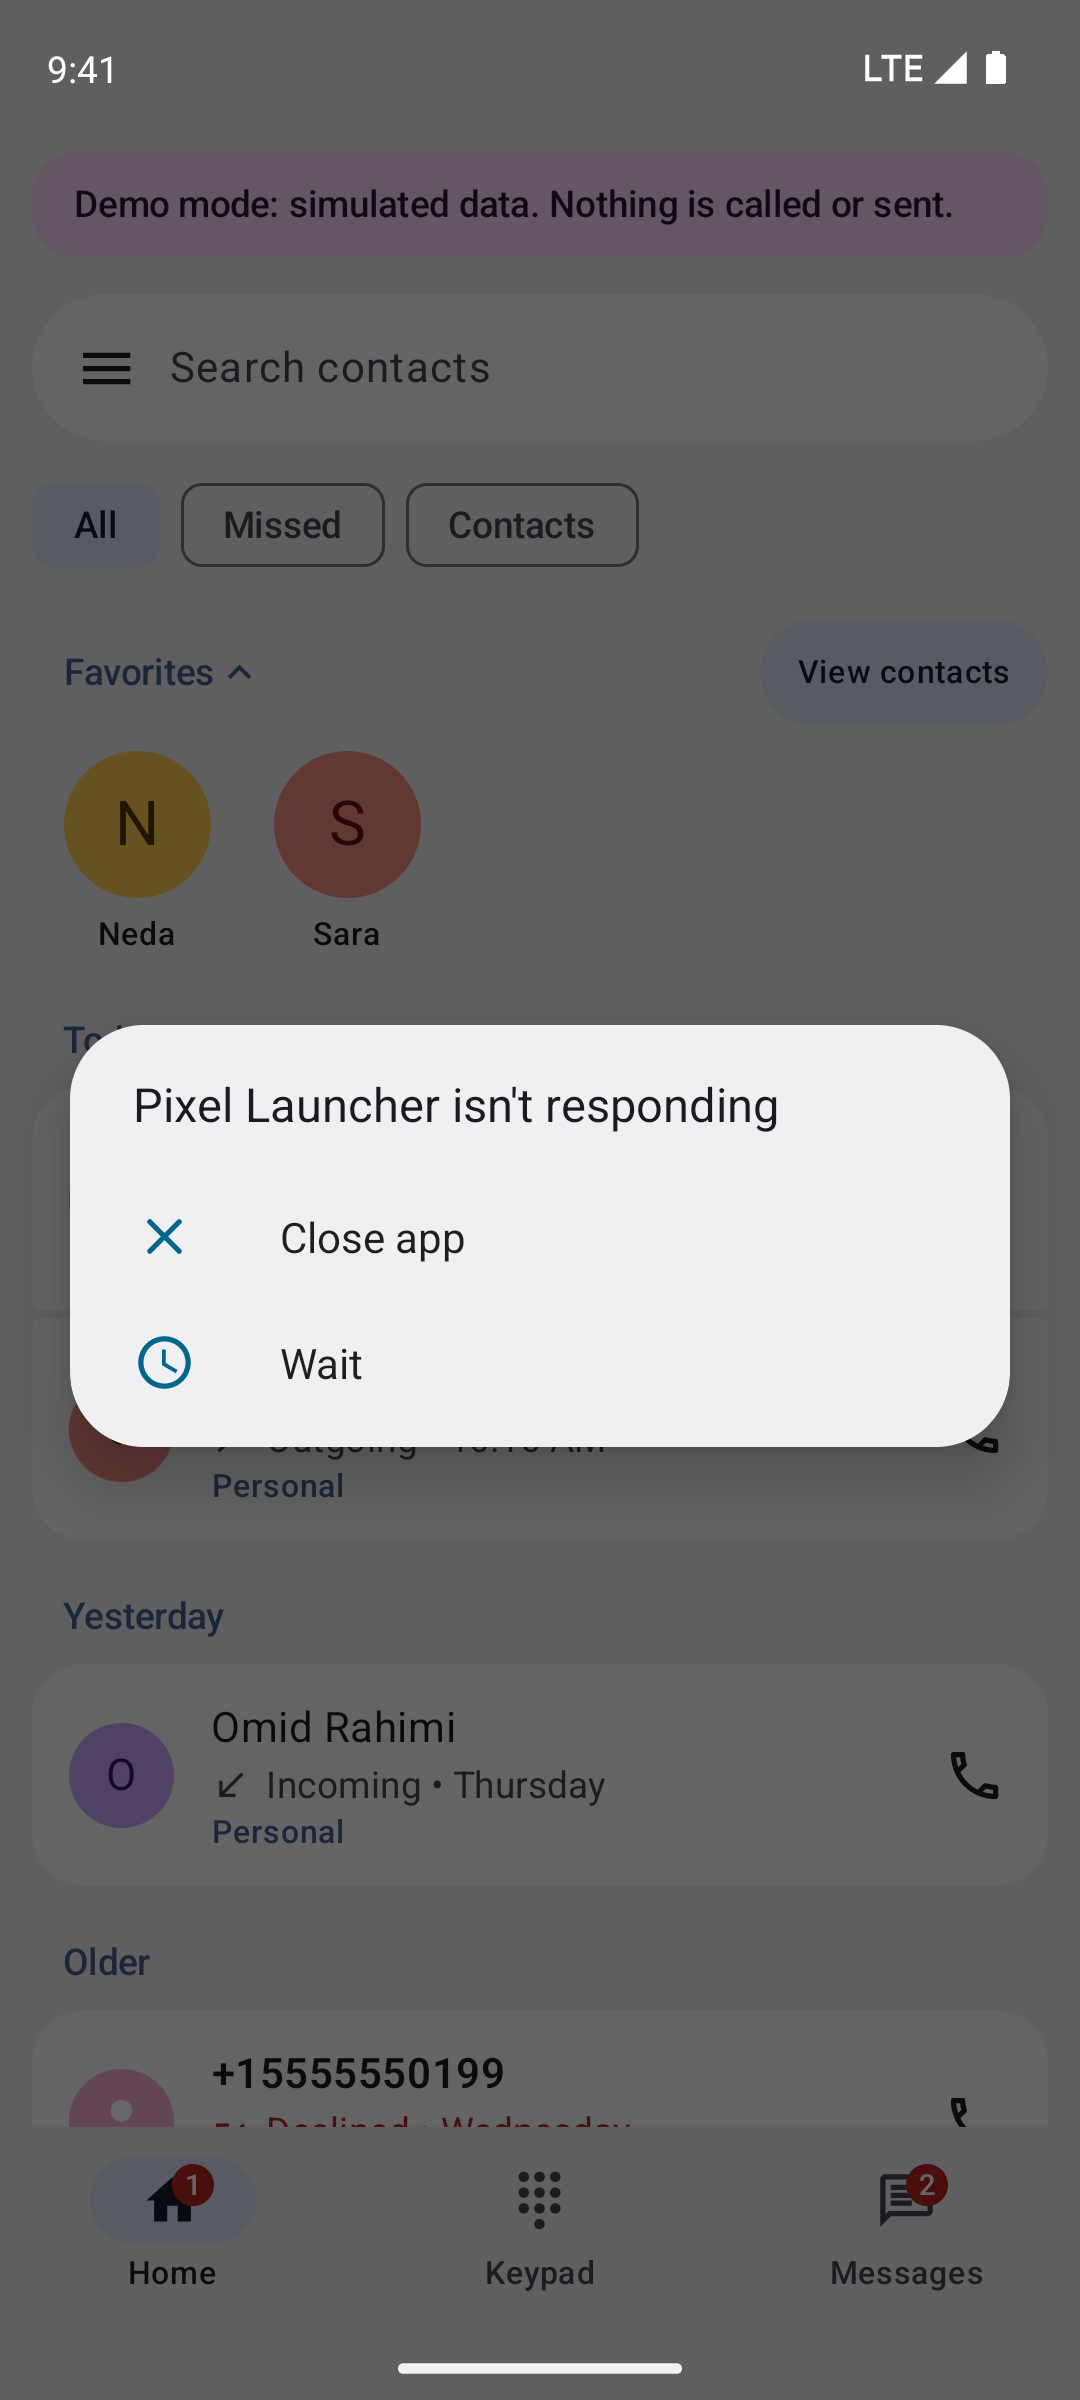 9:41
LTE
Demo mode: simulated data. Nothing is called or sent.
Search contacts
All
Missed
Contacts
Favorites
View contacts
N
S
Neda
Sara
Pixel Launcher isn't responding
Close app
Wait
Personal
Yesterday
O
Omid Rahimi
Incoming • Thursday
Personal
Older
+15555550199
Declined • Wednesday
1
2
Home
Keypad
Messages